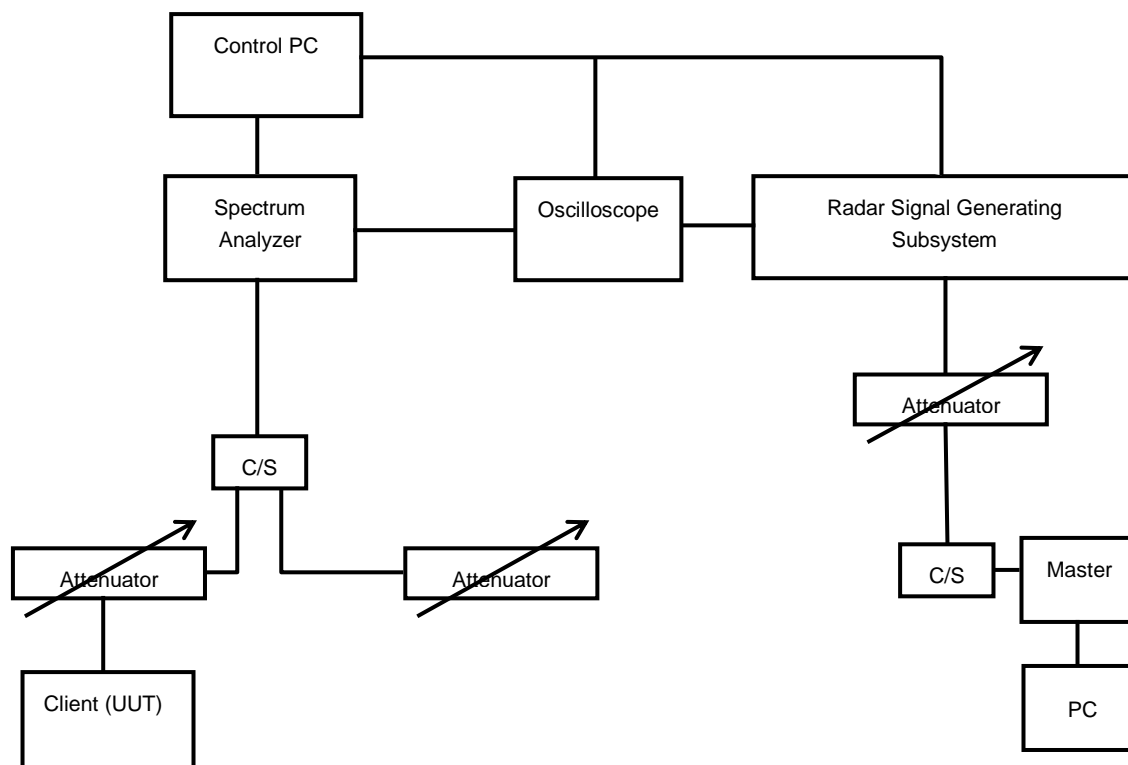 Control PC
Spectrum
Analyzer
Oscilloscope
Radar Signal Generating
Subsystem
Attenuator
C/S
Attenuator
Attenuator
C/S
Master
Client (UUT)
PC